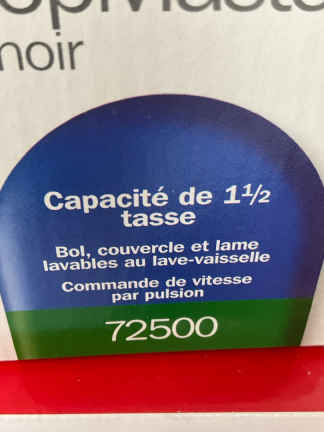 noir
Capacité de 1½
tasse
Bol, couvercle et lame
lavables au lave-vaisselle
Commande de vitesse
par pulsion
72500